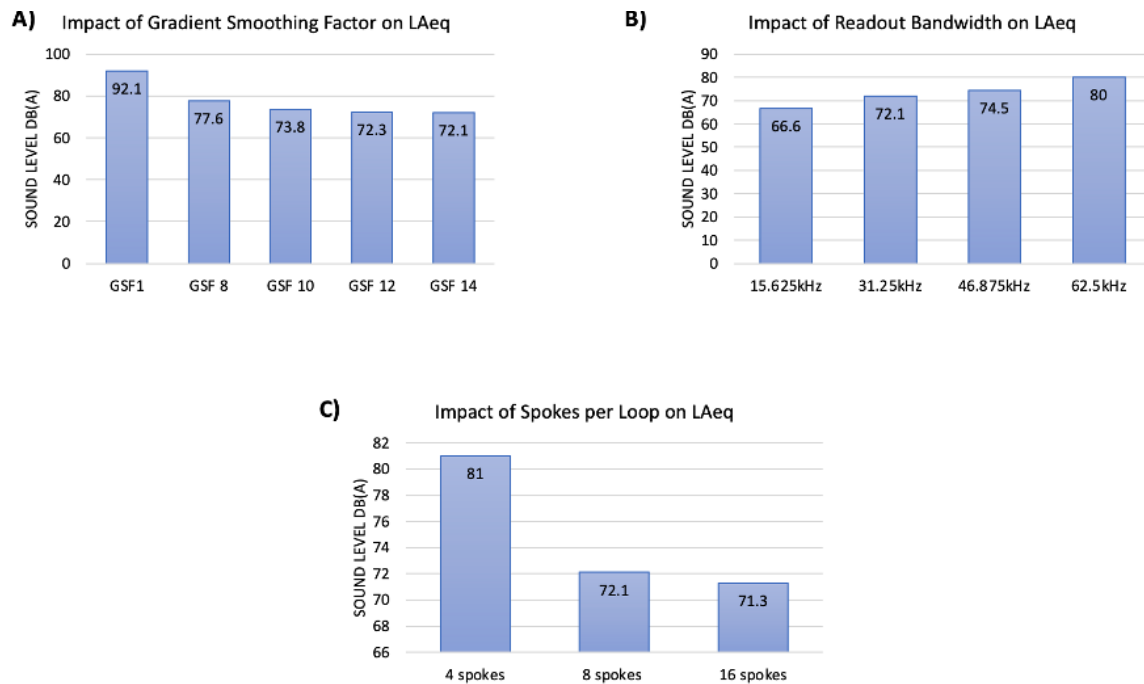 A)
Impact of Gradient Smoothing Factor on LAeq
SOUND LEVEL DB(A)
100
80
60
40
20
0
92.1
77.6
73.8
72.3
72.1
GSF1
GSF 8
GSF 10
GSF 12
GSF 14
B)
Impact of Readout Bandwidth on LAeq
SOUND LEVEL DB(A)
90
80
70
60
50
40
30
20
10
0
66.6
72.1
74.5
80
15.625kHz
31.25kHz
46.875kHz
62.5kHz
C)
Impact of Spokes per Loop on LAeq
SOUND LEVEL DB(A)
82
80
78
76
74
72
70
68
66
81
72.1
71.3
4 spokes
8 spokes
16 spokes